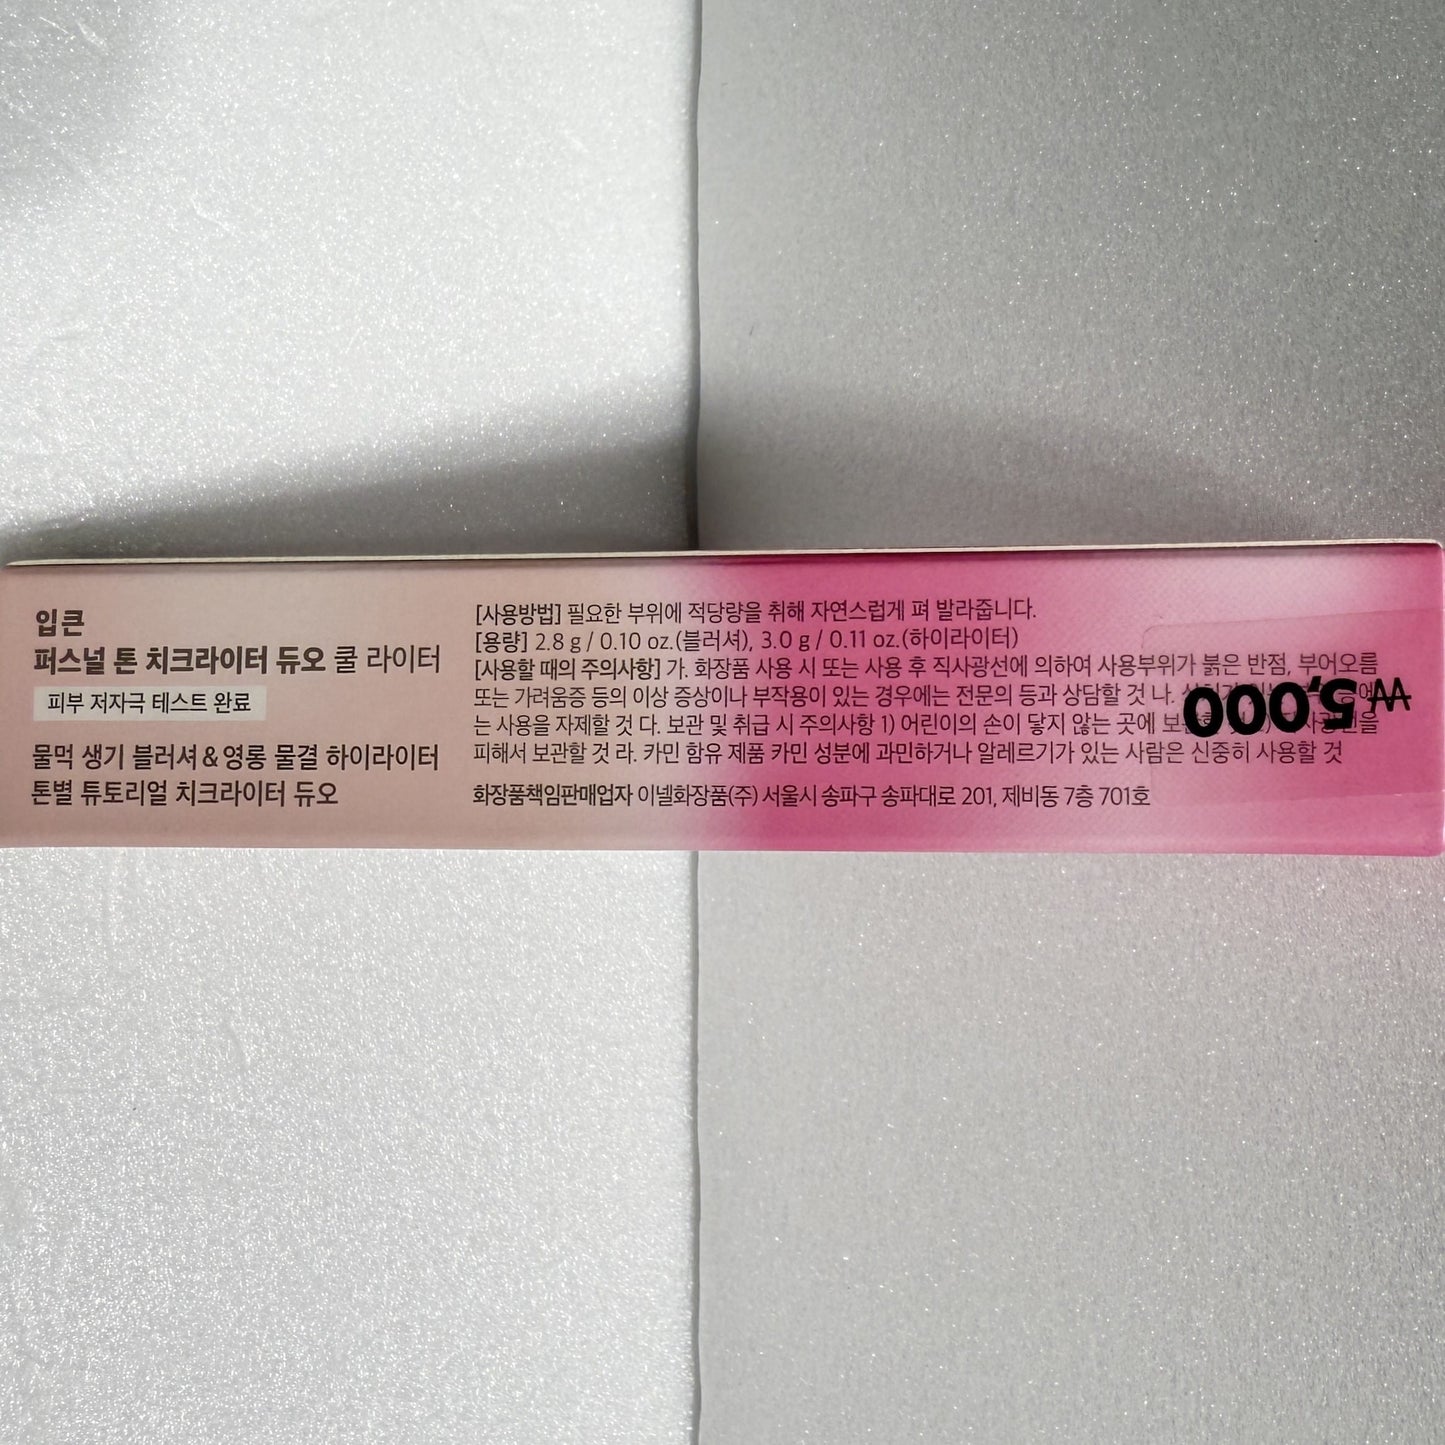 입큰
퍼스널 톤 치크라이터 듀오 쿨 라이터
피부 저자극 테스트 완료
물먹 생기 블러셔&영롱 물결 하이라이터
톤별 튜토리얼 치크라이터 듀오
[사용방법] 필요한 부위에 적당량을 취해 자연스럽게 펴 발라줍니다.
[용량] 2.8 g / 0.10 oz.(블러셔), 3.0 g / 0.11 oz.(하이라이터)
[사용할 때의 주의사항] 가. 화장품 사용 시 또는 사용 후 직사광선에 의하여 사용부위가 붉은 반점, 부어오름
또는 가려움증 등의 이상 증상이나 부작용이 있는 경우에는 전문의 등과 상담할 것 나.
는 사용을 자제할 것 다. 보관 및 취급 시 주의사항 1) 어린이의 손이 닿지 않는 곳에
피해서 보관할 것 라. 카민 함유 제품 카민 성분에 과민하거나 알레르기가 있는 사람은 신중히 사용할 것
화장품책임판매업자 이넬화장품(주) 서울시 송파구 송파대로 201, 제비동 7층 701호
₩5,000